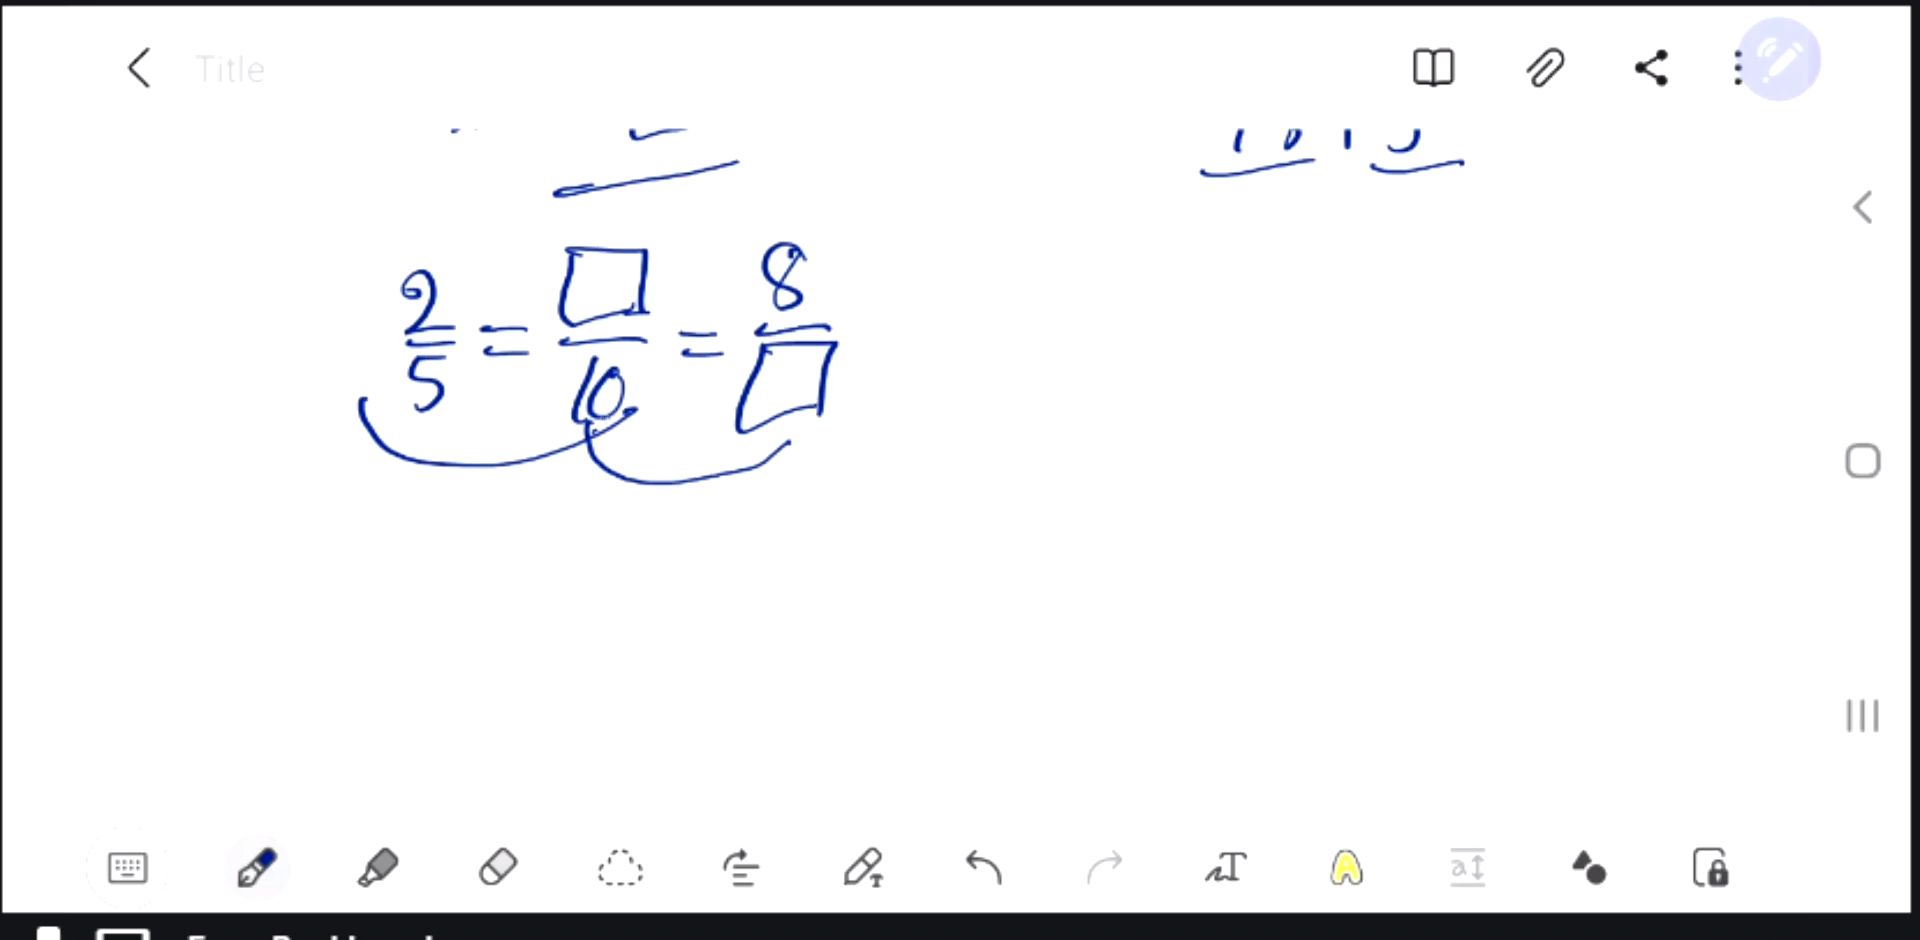 Title
2/5 = □/10 = 8/□